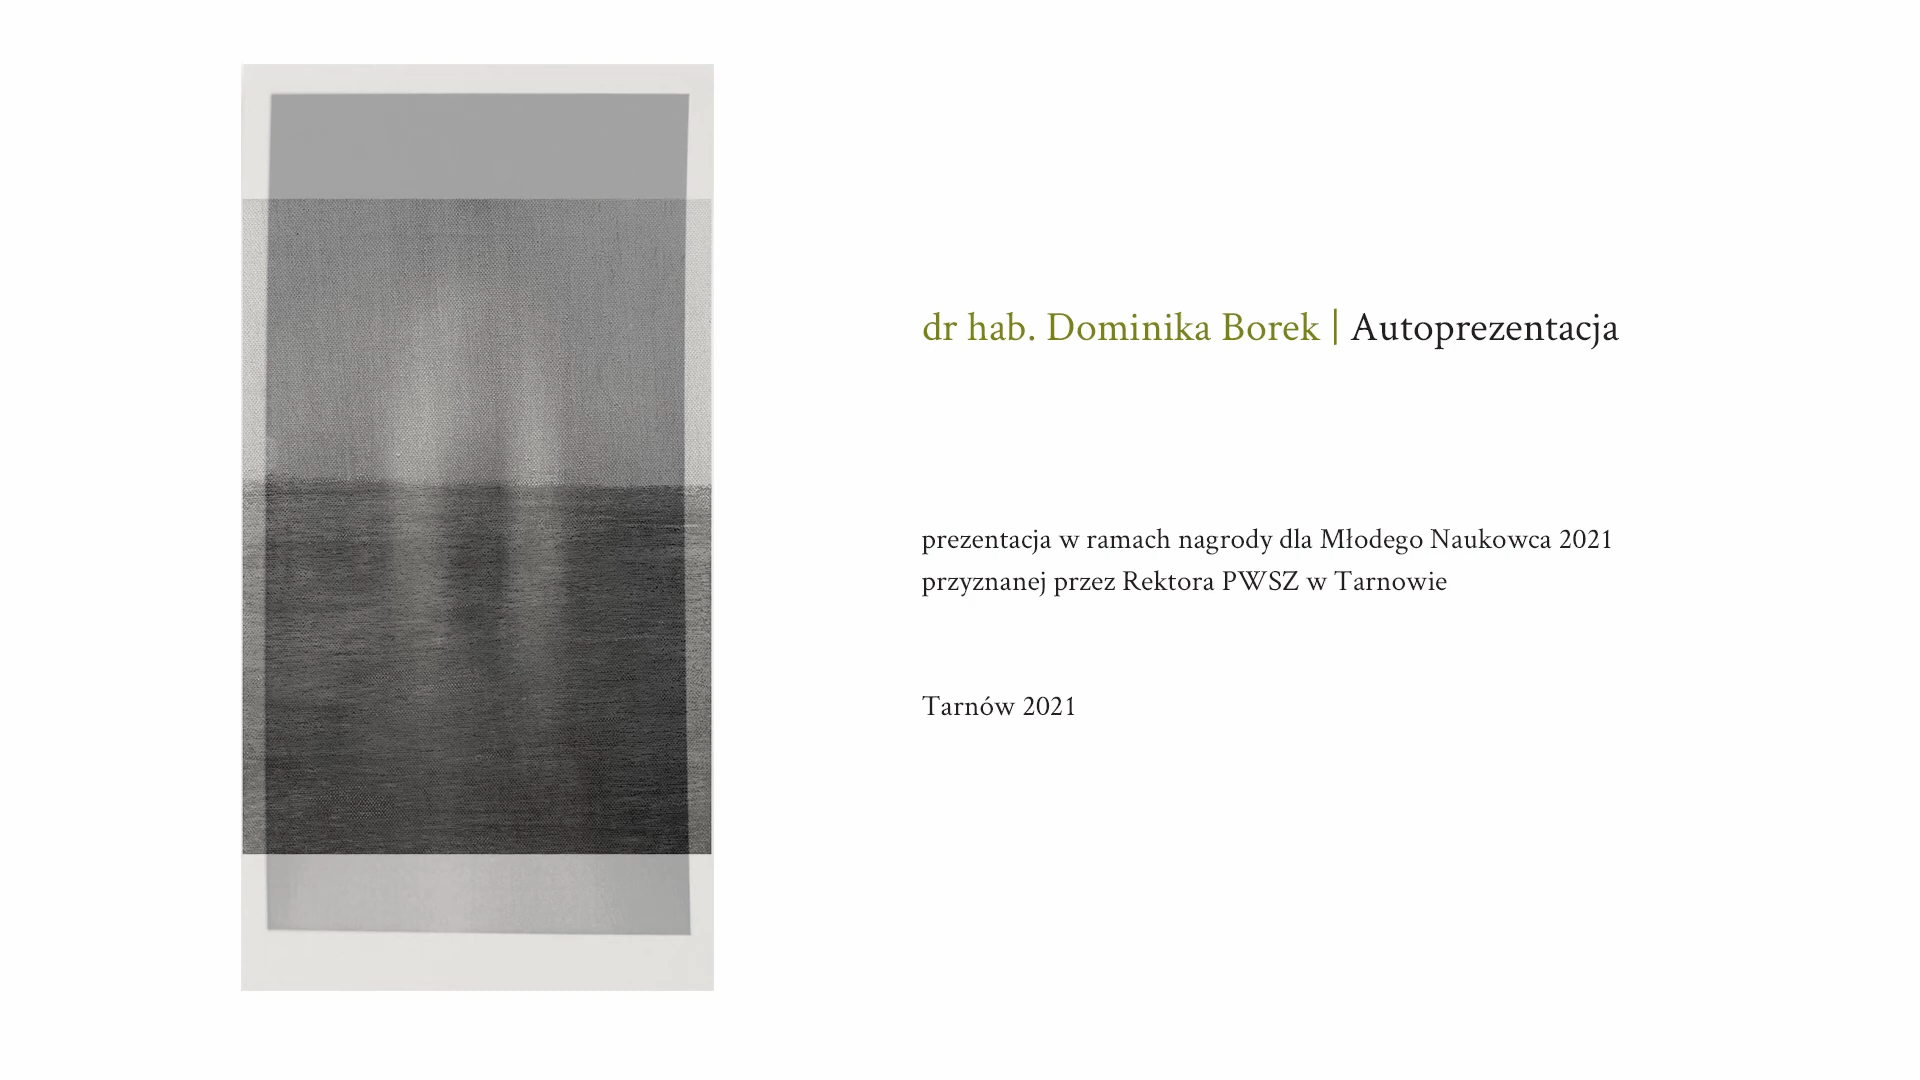 dr hab. Dominika Borek | Autoprezentacja
prezentacja w ramach nagrody dla Młodego Naukowca 2021
przyznanej przez Rektora PWSZ w Tarnowie
Tarnów 2021